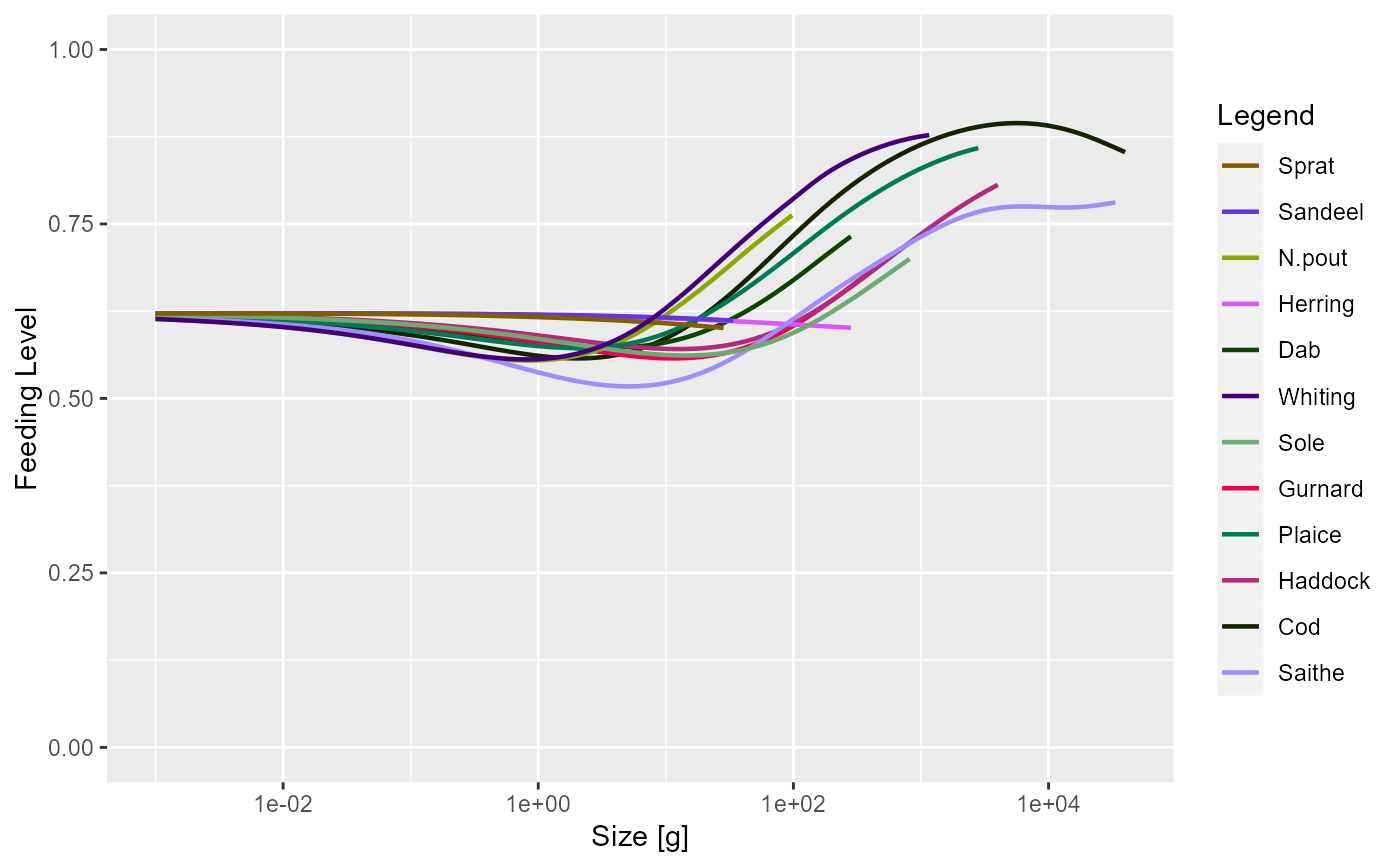 Feeding Level
1.00
0.75
0.50
0.25
0.00
1e-02
1e+00
1e+02
1e+04
Size [g]
Legend
Sprat
Sandeel
N.pout
Herring
Dab
Whiting
Sole
Gurnard
Plaice
Haddock
Cod
Saithe